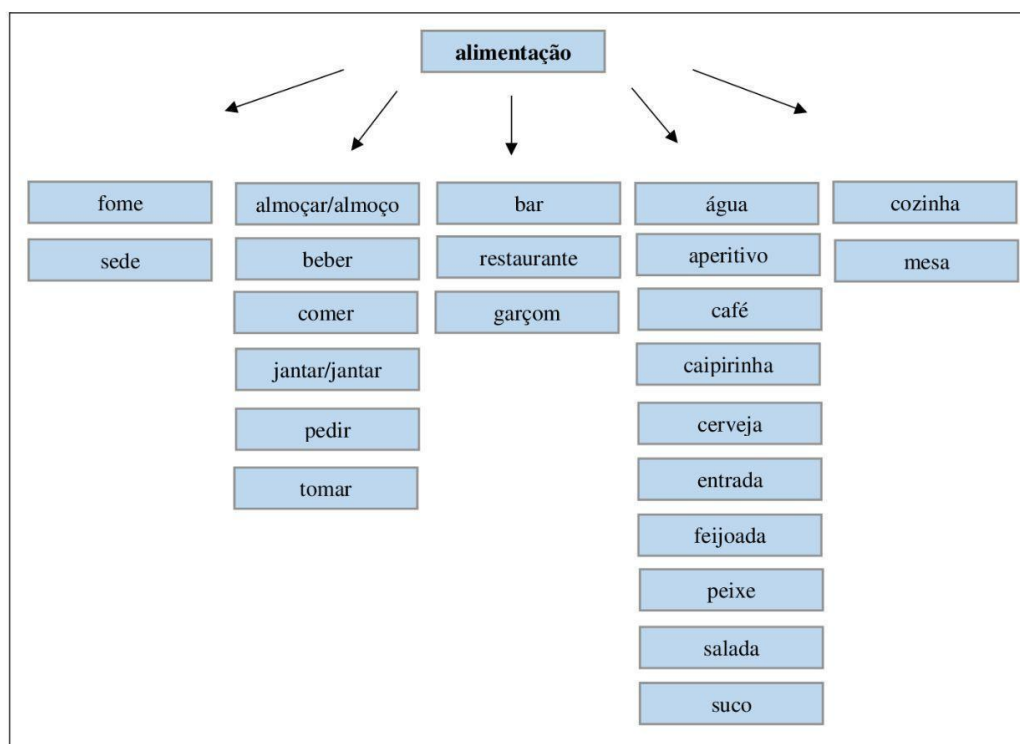 alimentação
fome
sede
almoçar/almoço
beber
comer
jantar/jantar
pedir
tomar
bar
restaurante
garçom
água
aperitivo
café
caipirinha
cerveja
entrada
feijoada
peixe
salada
suco
cozinha
mesa